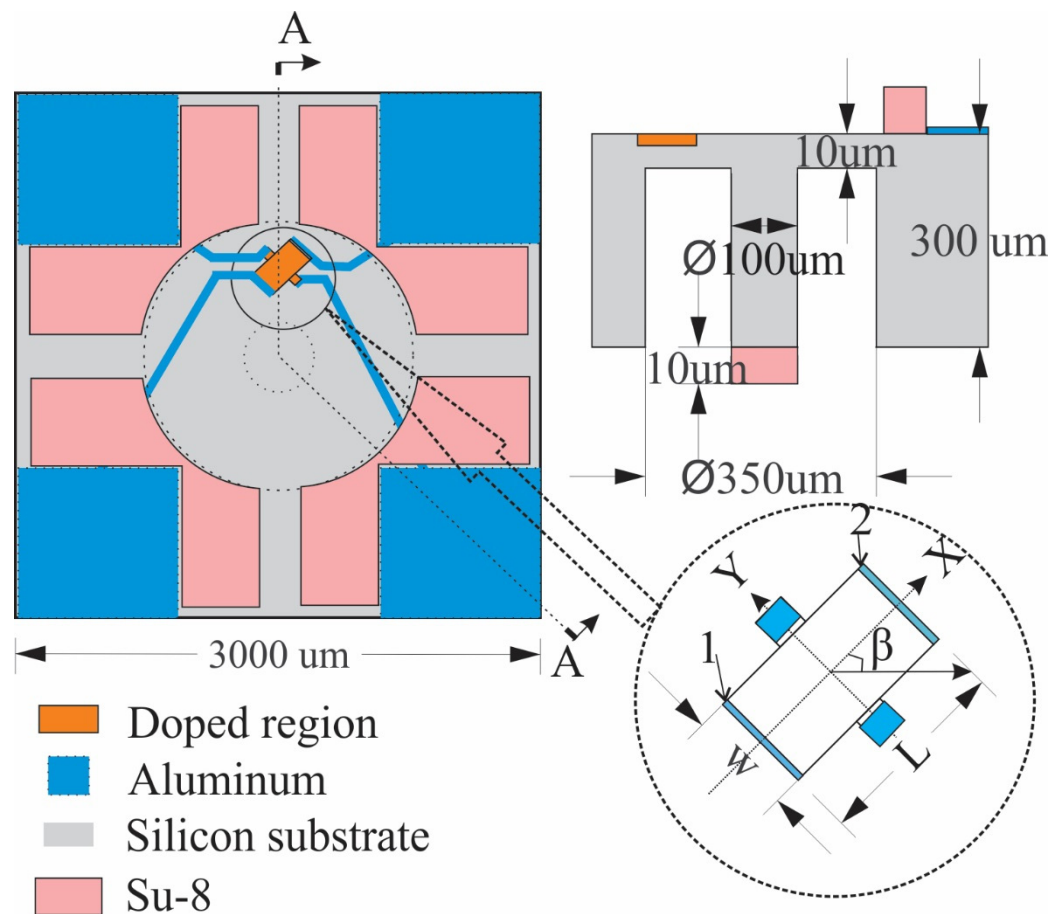 A
10um
300 um
Ø100um
10um
Ø350um
3000 um
A
1
2
Y
X
β
W
L
Doped region
Aluminum
Silicon substrate
Su-8